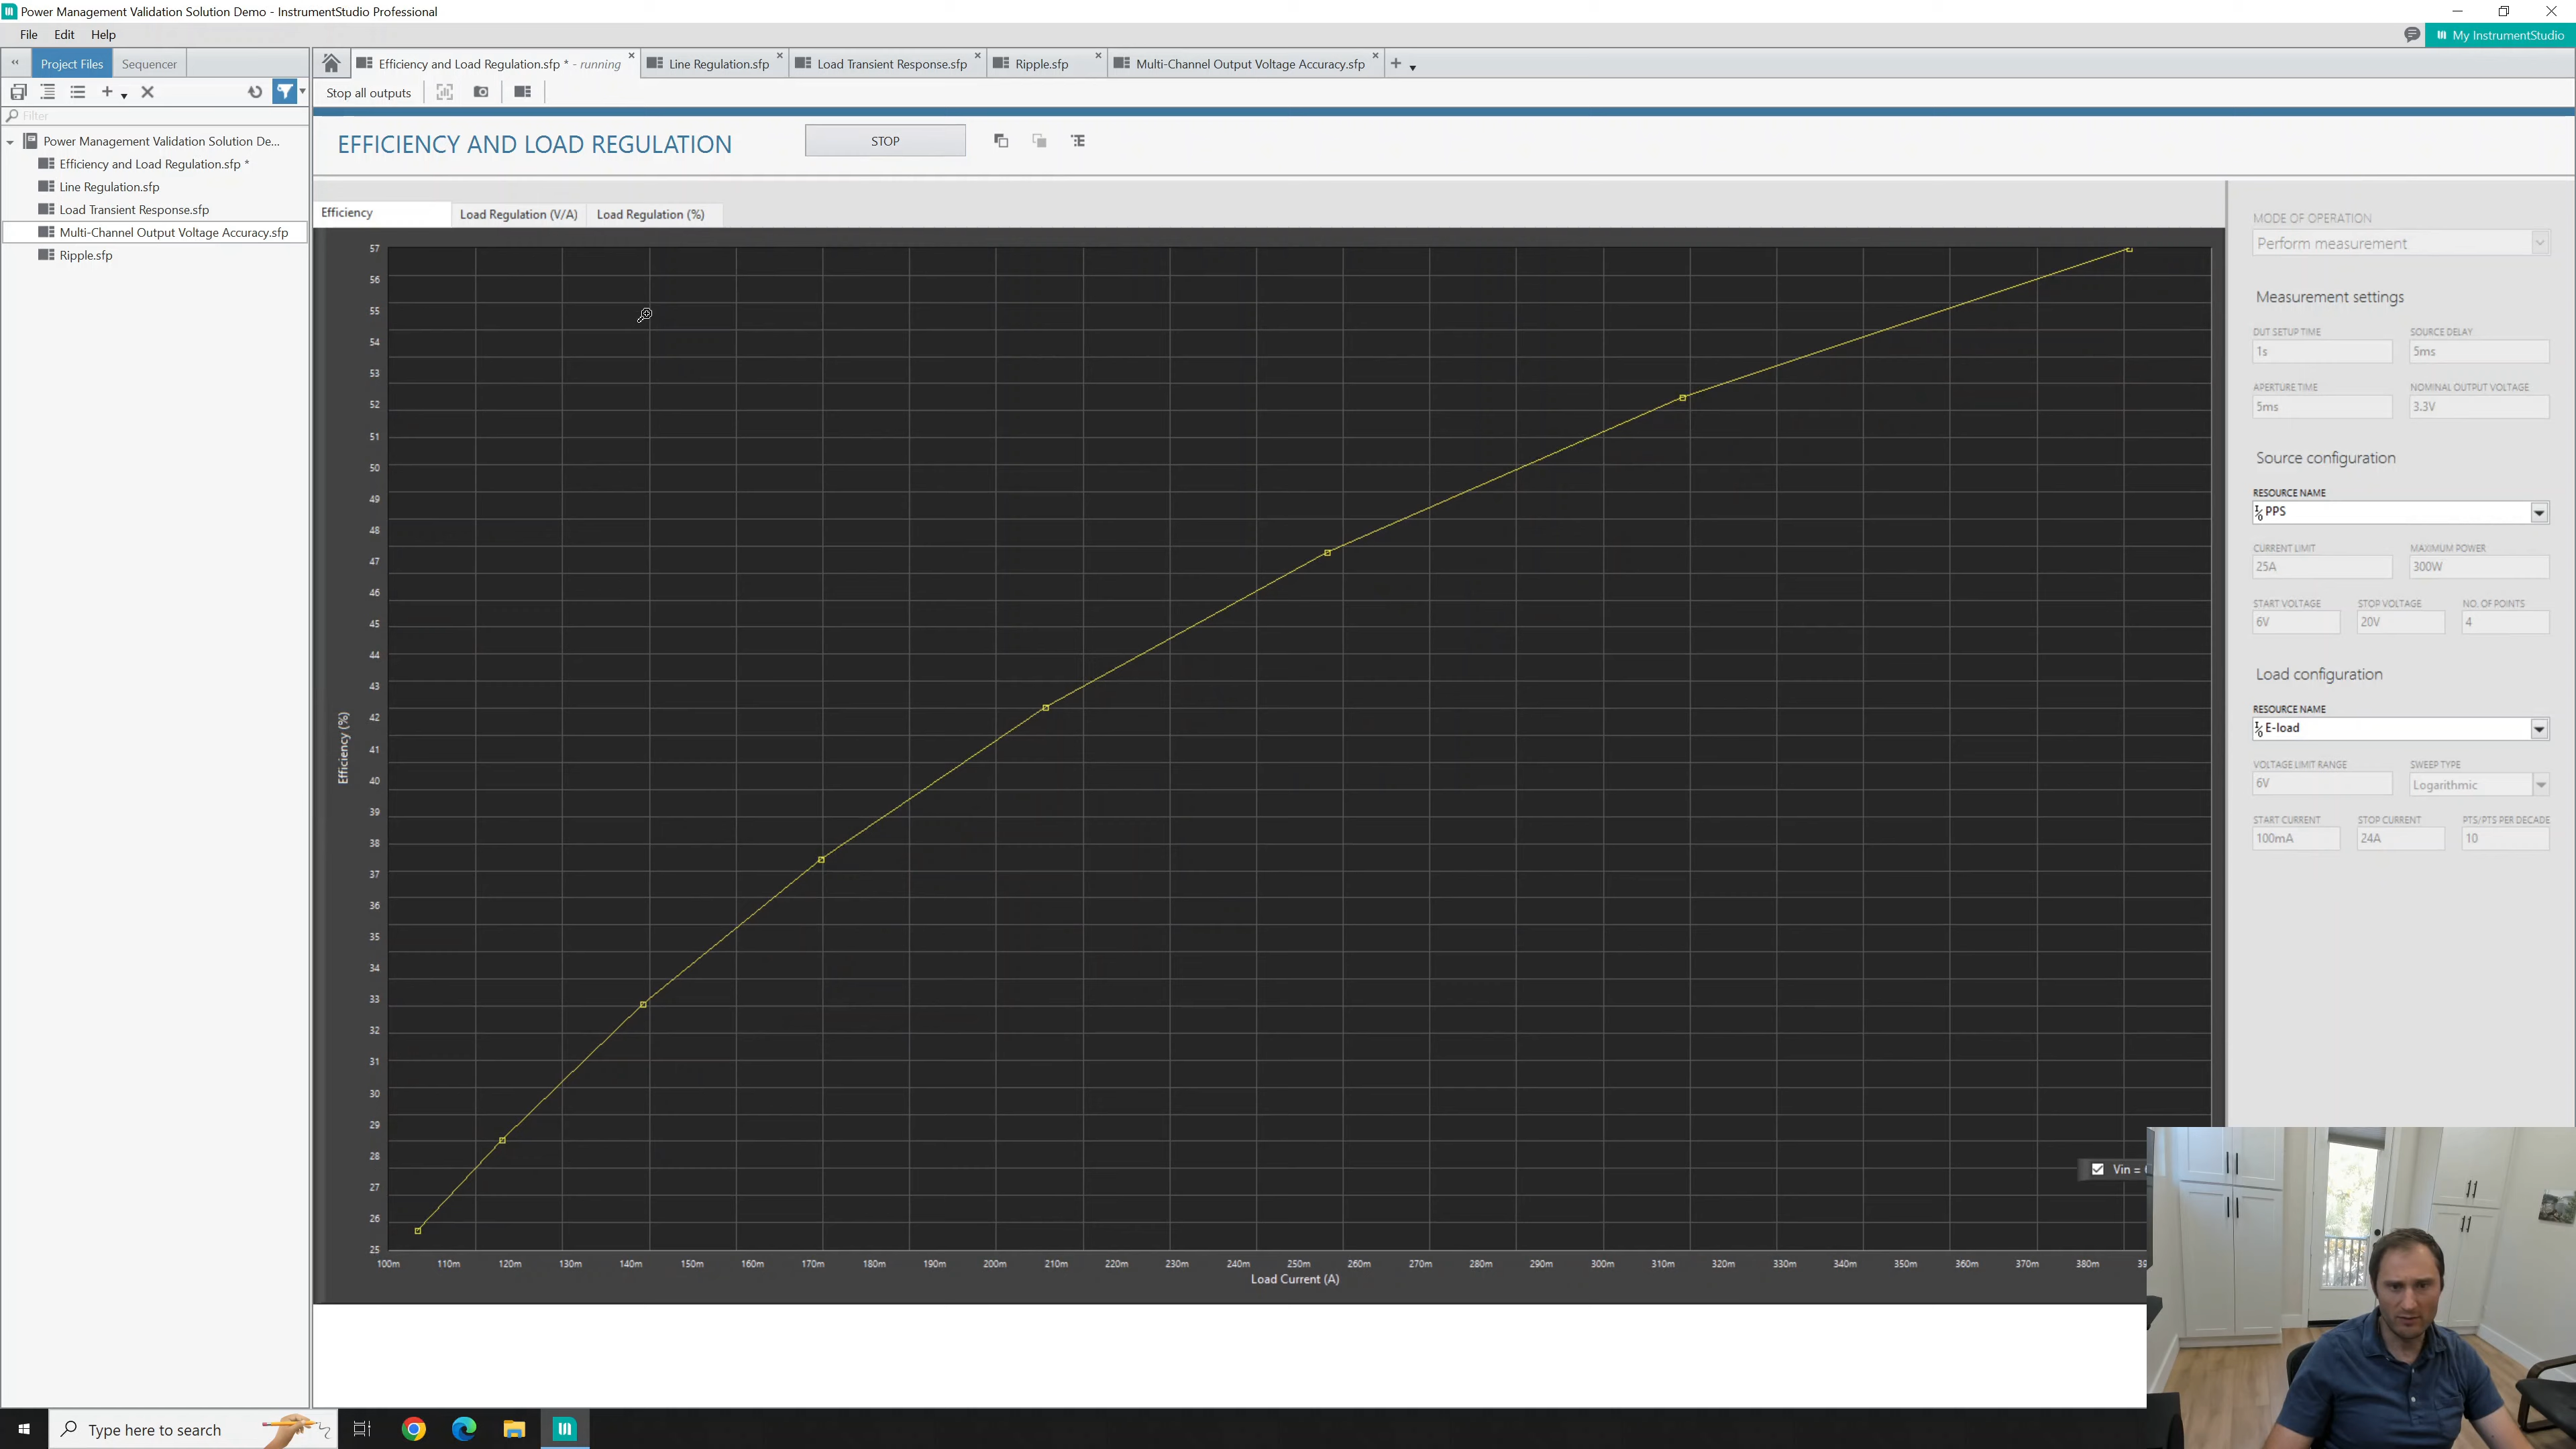 Power Management Validation Solution Demo - InstrumentStudio Professional
File Edit Help
My InstrumentStudio
Project Files Sequencer
Efficiency and Load Regulation.sfp * - running
Line Regulation.sfp
Load Transient Response.sfp
Ripple.sfp
Multi-Channel Output Voltage Accuracy.sfp
Stop all outputs
Filter
Power Management Validation Solution De...
Efficiency and Load Regulation.sfp *
Line Regulation.sfp
Load Transient Response.sfp
Multi-Channel Output Voltage Accuracy.sfp
Ripple.sfp
EFFICIENCY AND LOAD REGULATION
STOP
Efficiency
Load Regulation (V/A)
Load Regulation (%)
57
56
55
54
53
52
51
50
49
48
47
46
45
44
43
42
41
40
39
38
37
36
35
34
33
32
31
30
29
28
27
26
25
Efficiency (%)
100m 110m 120m 130m 140m 150m 160m 170m 180m 190m 200m 210m 220m 230m 240m 250m 260m 270m 280m 290m 300m 310m 320m 330m 340m 350m 360m 370m 380m 39
Load Current (A)
Vin =
MODE OF OPERATION
Perform measurement
Measurement settings
DUT SETUP TIME SOURCE DELAY
1s 5ms
APERTURE TIME NOMINAL OUTPUT VOLTAGE
5ms 3.3V
Source configuration
RESOURCE NAME
PPS
CURRENT LIMIT MAXIMUM POWER
25A 300W
START VOLTAGE STOP VOLTAGE NO. OF POINTS
6V 20V 4
Load configuration
RESOURCE NAME
E-load
VOLTAGE LIMIT RANGE SWEEP TYPE
6V Logarithmic
START CURRENT STOP CURRENT PTS/PTS PER DECADE
100mA 24A 10
Type here to search